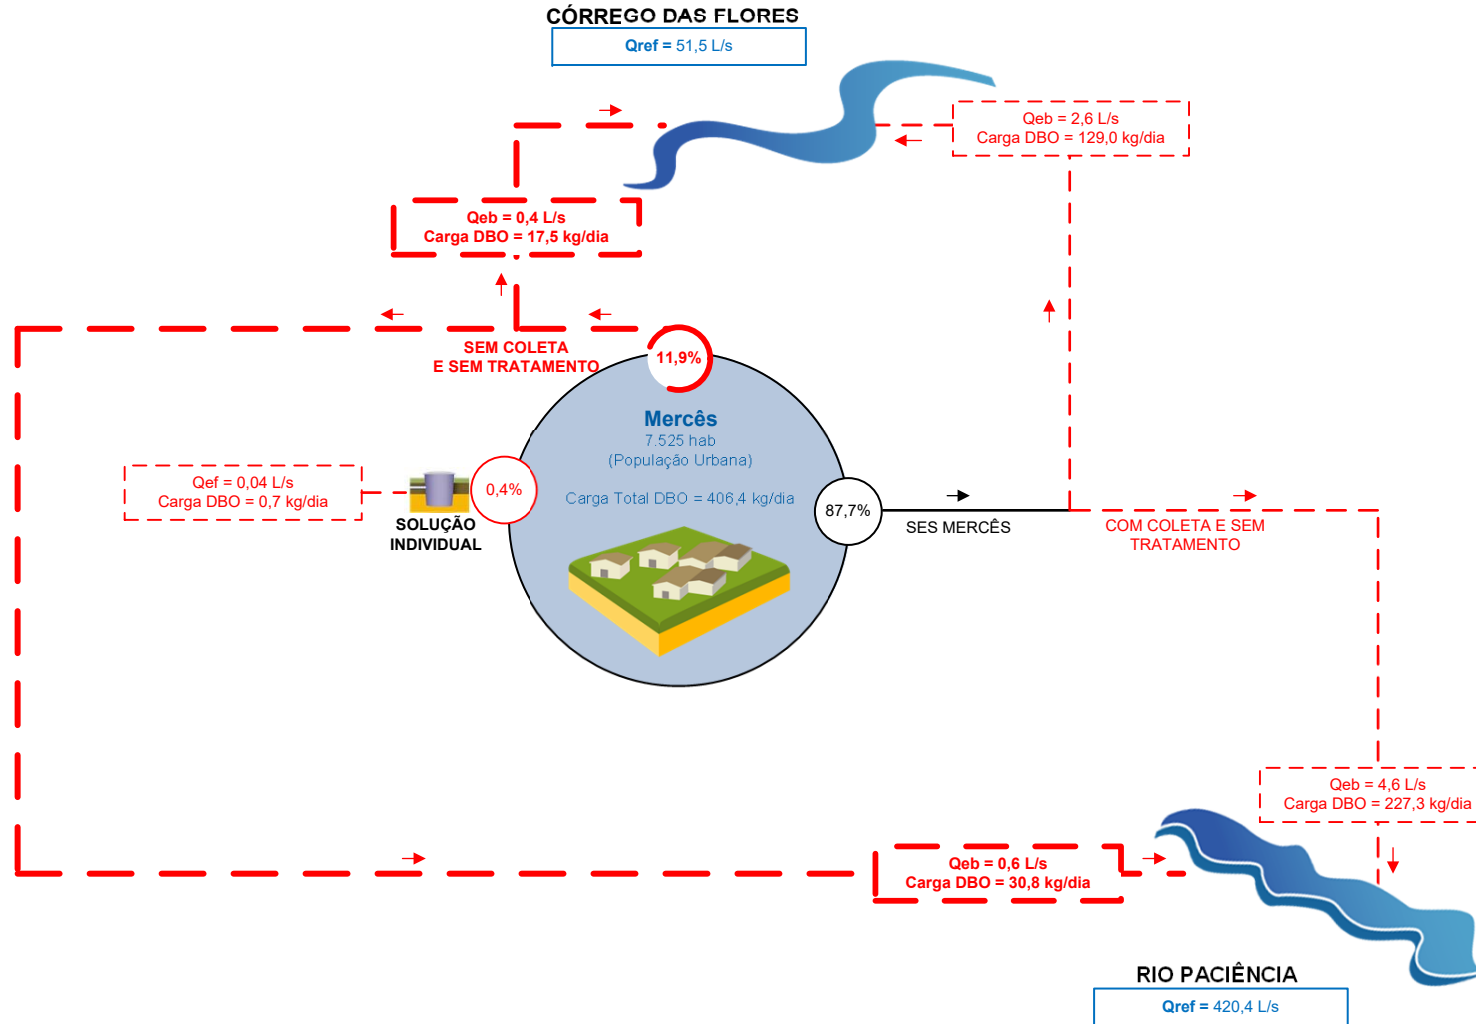 CÓRREGO DAS FLORES
Qref = 51,5 L/s
Qeb = 2,6 L/s
Carga DBO = 129,0 kg/dia
Qeb = 0,4 L/s
Carga DBO = 17,5 kg/dia
SEM COLETA
E SEM TRATAMENTO
11,9%
Mercês
7.525 hab
(População Urbana)
Carga Total DBO = 406,4 kg/dia
Qef = 0,04 L/s
Carga DBO = 0,7 kg/dia
0,4%
SOLUÇÃO
INDIVIDUAL
87,7%
SES MERCÊS
COM COLETA E SEM
TRATAMENTO
Qeb = 4,6 L/s
Carga DBO = 227,3 kg/dia
Qeb = 0,6 L/s
Carga DBO = 30,8 kg/dia
RIO PACIÊNCIA
Qref = 420,4 L/s